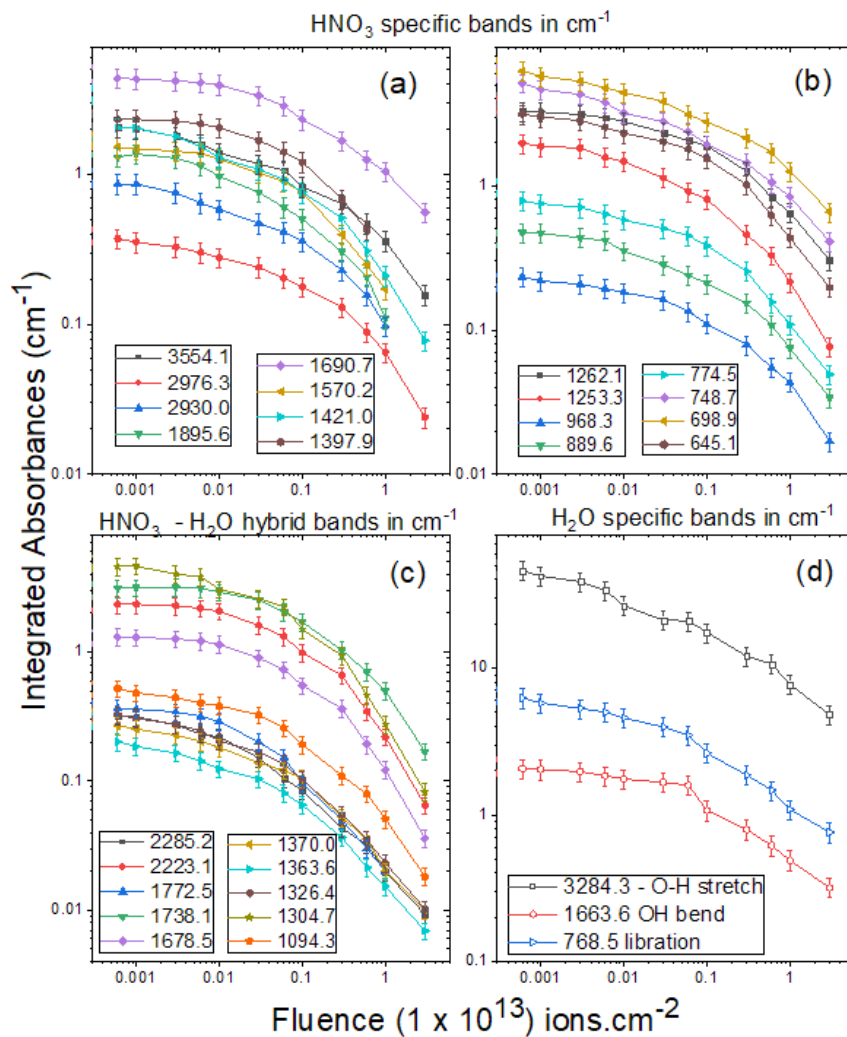 HNO₃ specific bands in cm⁻¹
(a)
(b)
1
0.1
0.01
1
0.1
0.01
3554.1
2976.3
2930.0
1895.6
1690.7
1570.2
1421.0
1397.9
1262.1
1253.3
968.3
889.6
774.5
748.7
698.9
645.1
0.001 0.01 0.1 1
0.001 0.01 0.1 1
HNO₃ - H₂O hybrid bands in cm⁻¹
H₂O specific bands in cm⁻¹
(c)
(d)
1
0.1
0.01
10
1
0.1
2285.2
2223.1
1772.5
1738.1
1678.5
1370.0
1363.6
1326.4
1304.7
1094.3
3284.3 - O-H stretch
1663.6 OH bend
768.5 libration
0.001 0.01 0.1 1
0.001 0.01 0.1 1
Integrated Absorbances (cm⁻¹)
Fluence (1 x 10¹³) ions.cm⁻²